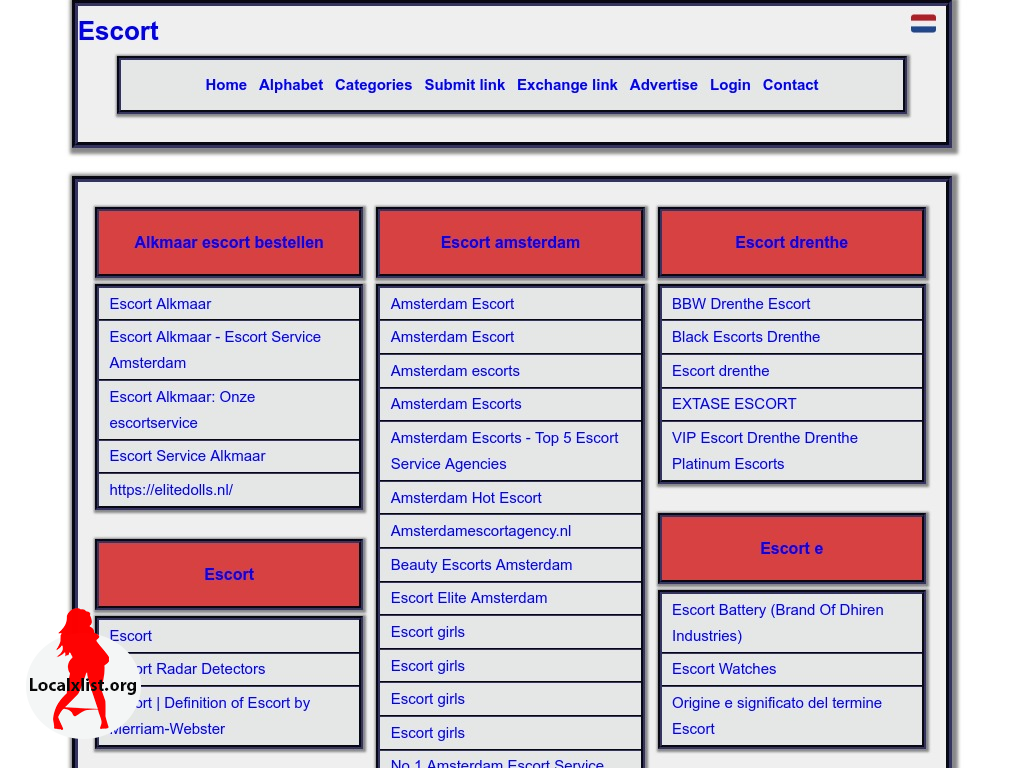 Escort
Home Alphabet Categories Submit link Exchange link Advertise Login Contact
Alkmaar escort bestellen
Escort Alkmaar
Escort Alkmaar - Escort Service
Amsterdam
Escort Alkmaar: Onze
escortservice
Escort Service Alkmaar
https://elitedolls.nl/
Escort
Escort
ort Radar Detectors
ort | Definition of Escort by
Merriam-Webster
Localxlist.org
Escort amsterdam
Amsterdam Escort
Amsterdam Escort
Amsterdam escorts
Amsterdam Escorts
Amsterdam Escorts - Top 5 Escort
Service Agencies
Amsterdam Hot Escort
Amsterdamescortagency.nl
Beauty Escorts Amsterdam
Escort Elite Amsterdam
Escort girls
Escort girls
Escort girls
Escort girls
No 1 Amsterdam Escort Service
Escort drenthe
BBW Drenthe Escort
Black Escorts Drenthe
Escort drenthe
EXTASE ESCORT
VIP Escort Drenthe Drenthe
Platinum Escorts
Escort e
Escort Battery (Brand Of Dhiren
Industries)
Escort Watches
Origine e significato del termine
Escort